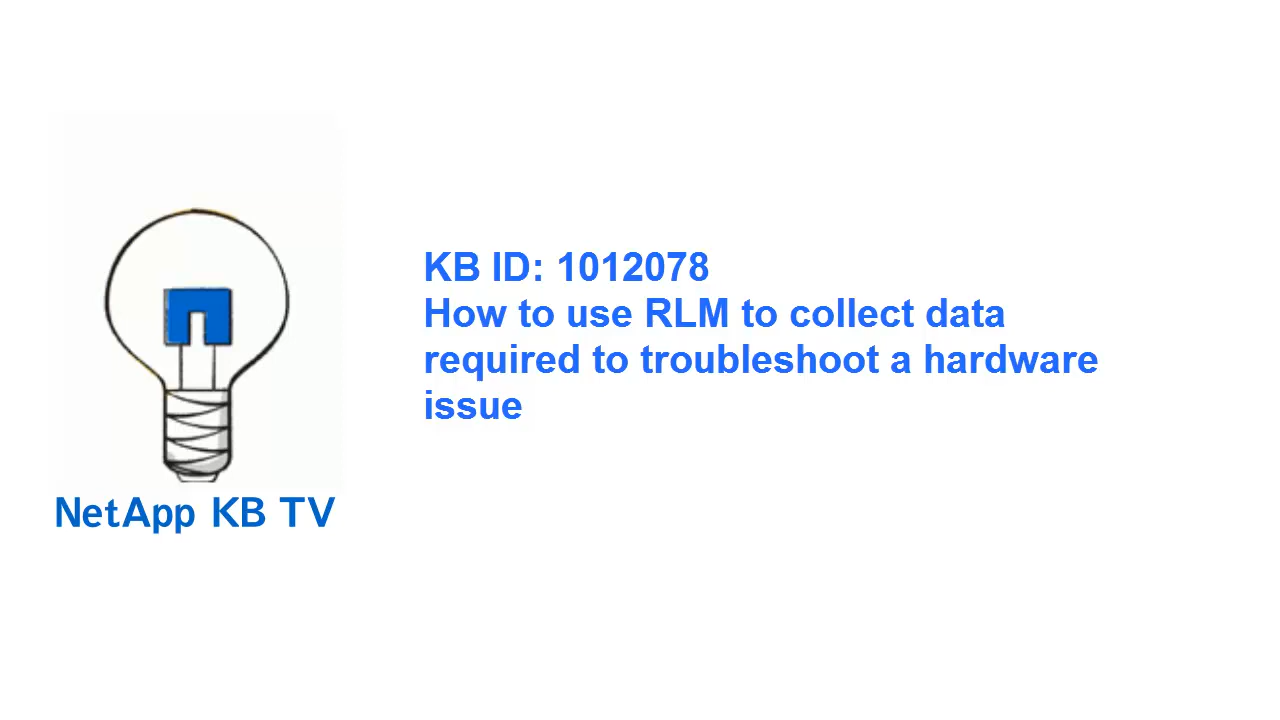 KB ID: 1012078
How to use RLM to collect data
required to troubleshoot a hardware
issue
NetApp KB TV